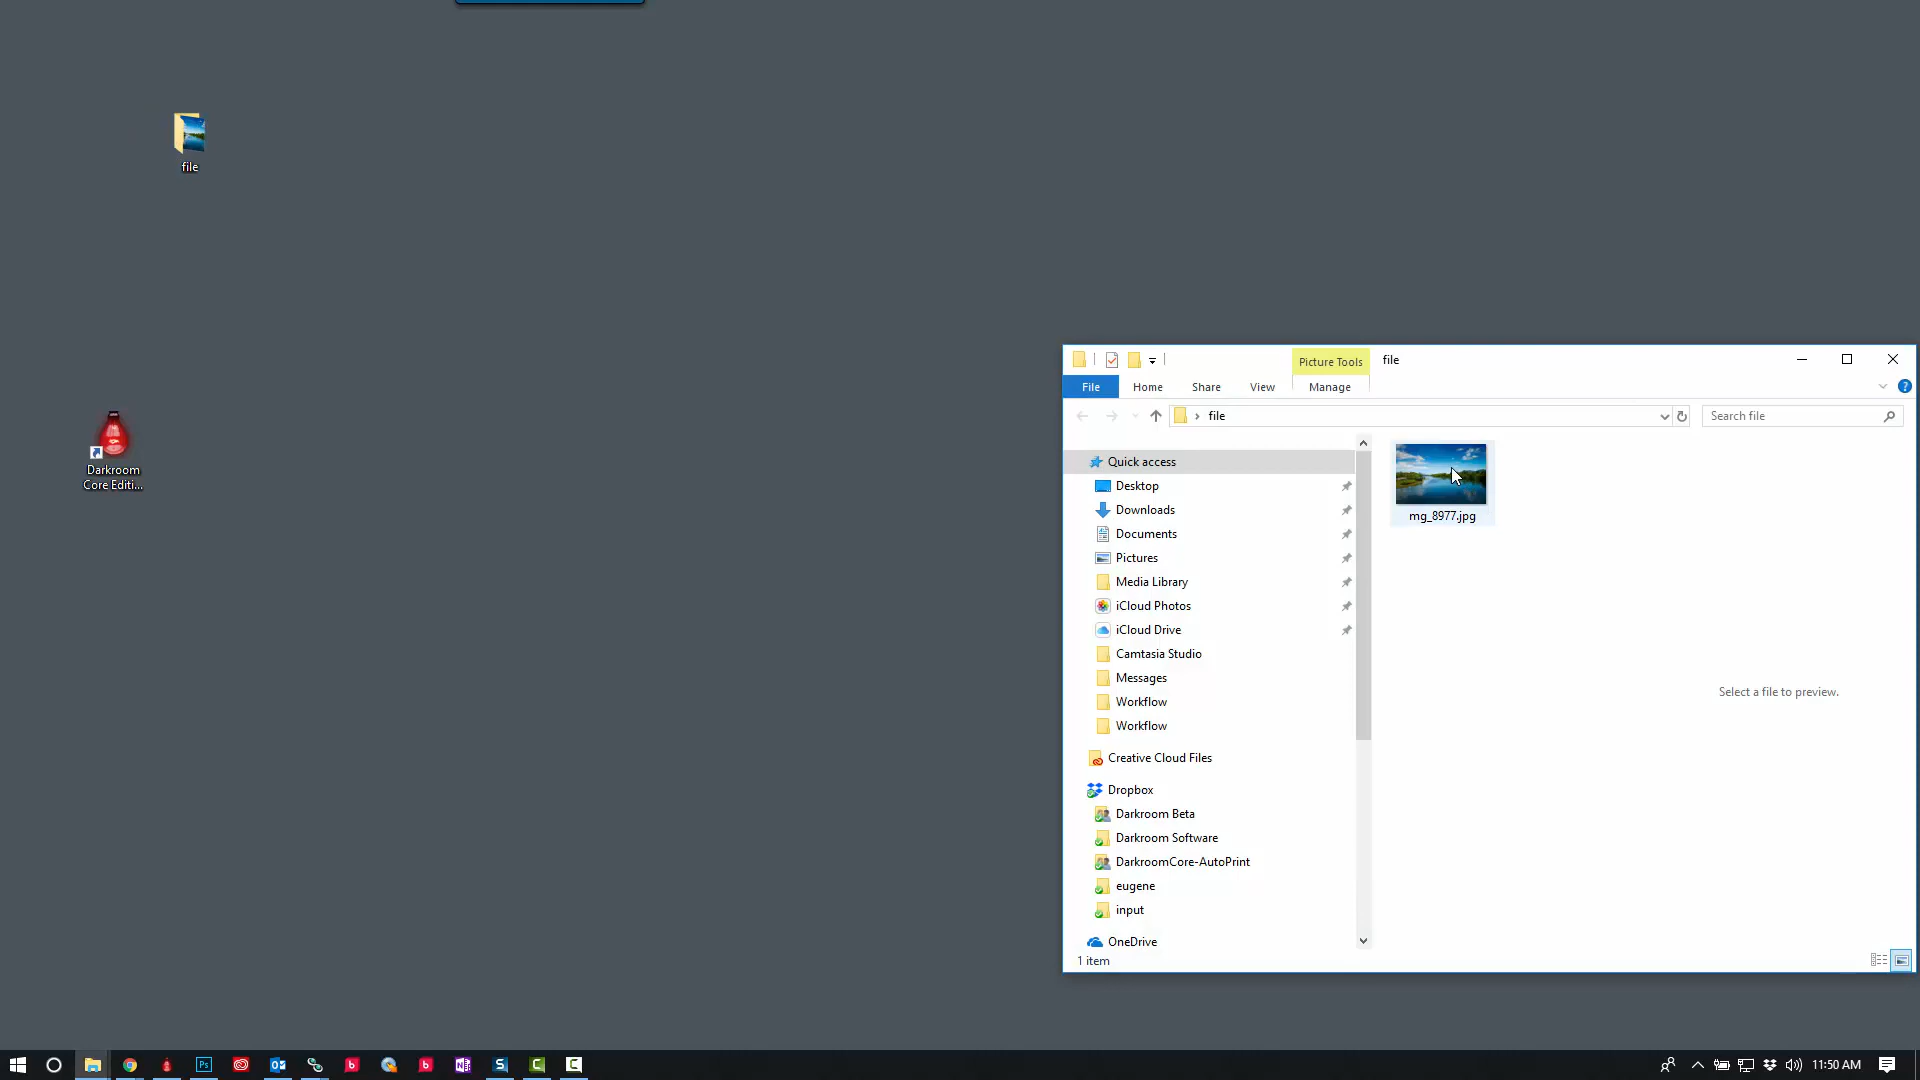 file
Darkroom
Core Editi...
Picture Tools
file
File
Home
Share
View
Manage
file
Search file
Quick access
Desktop
Downloads
Documents
Pictures
Media Library
iCloud Photos
iCloud Drive
Camtasia Studio
Messages
Workflow
Workflow
Creative Cloud Files
Dropbox
Darkroom Beta
Darkroom Software
DarkroomCore-AutoPrint
eugene
input
OneDrive
mg_8977.jpg
Select a file to preview.
1 item
11:50 AM